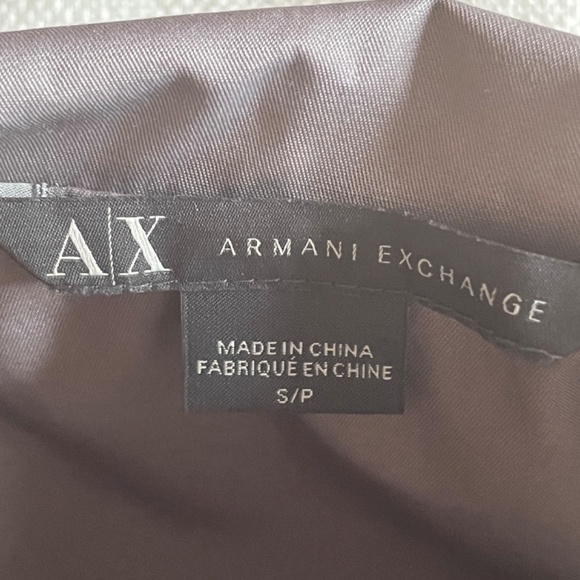 A|X ARMANI EXCHANGE
MADE IN CHINA
FABRIQUÉ EN CHINE
S/P